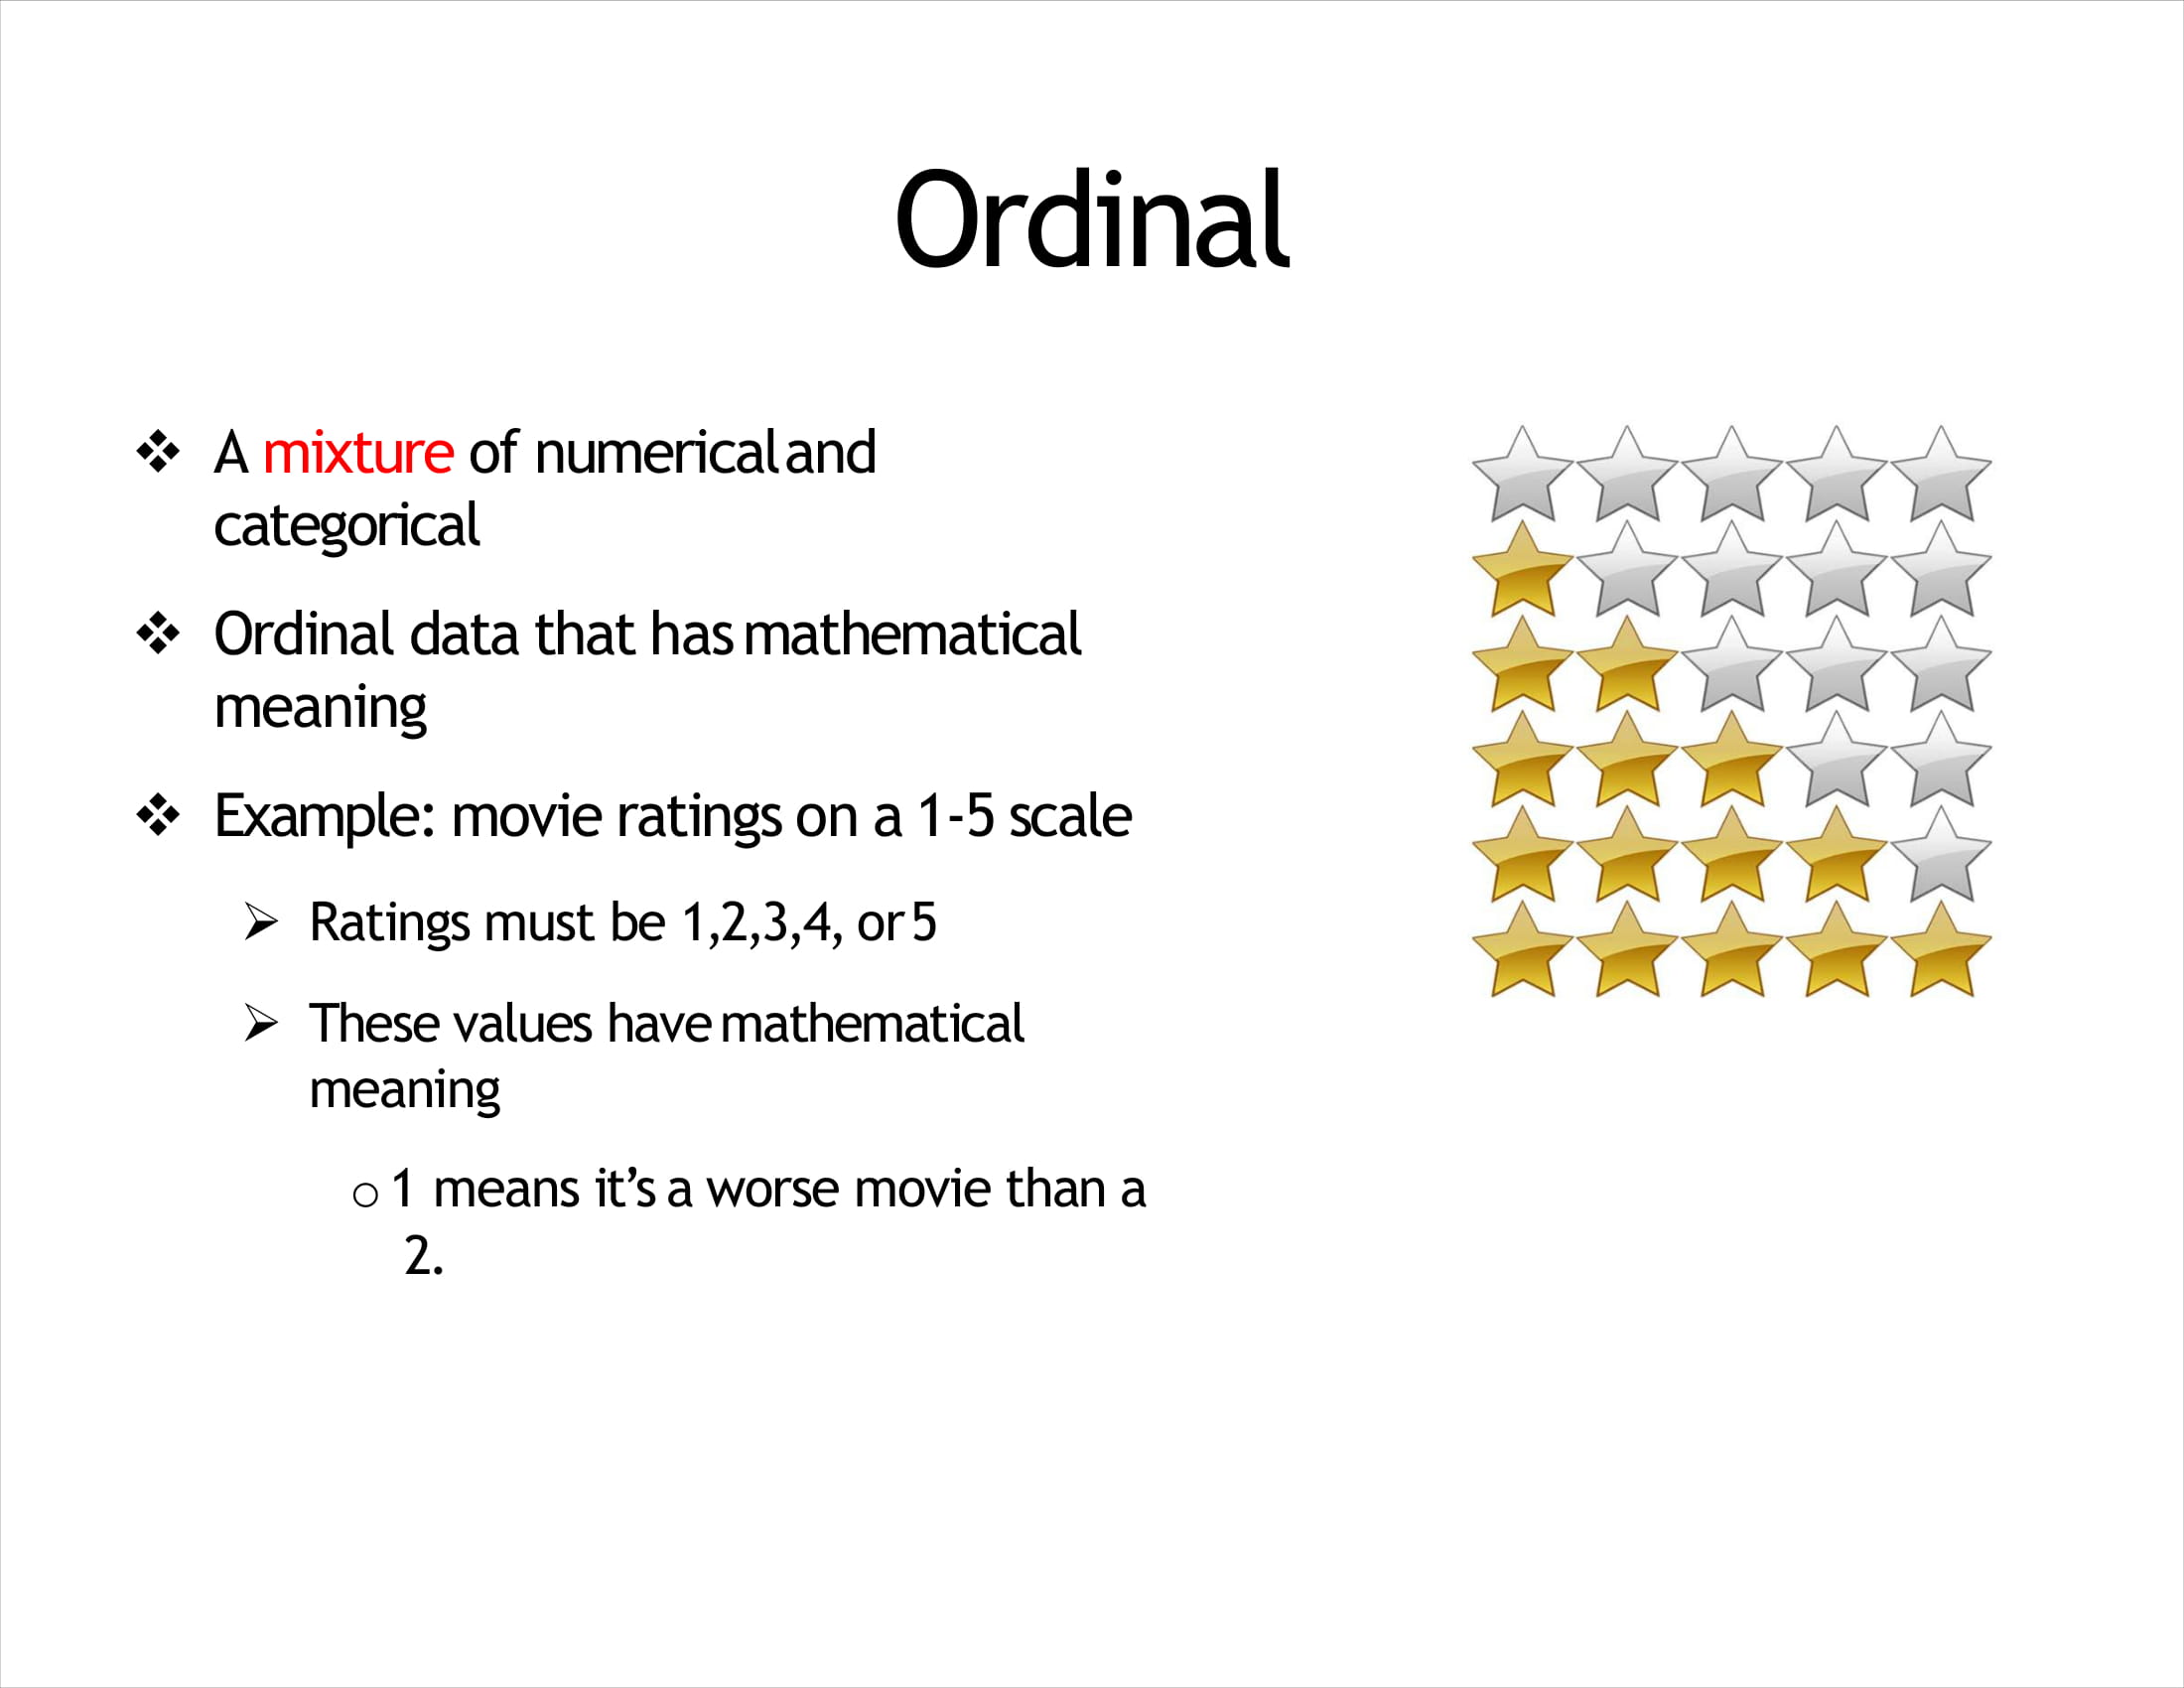 Ordinal
❖ A mixture of numerical and
categorical
❖ Ordinal data that has mathematical
meaning
❖ Example: movie ratings on a 1-5 scale
➢ Ratings must be 1,2,3,4, or 5
➢ These values have mathematical
meaning
o 1 means it’s a worse movie than a
2.